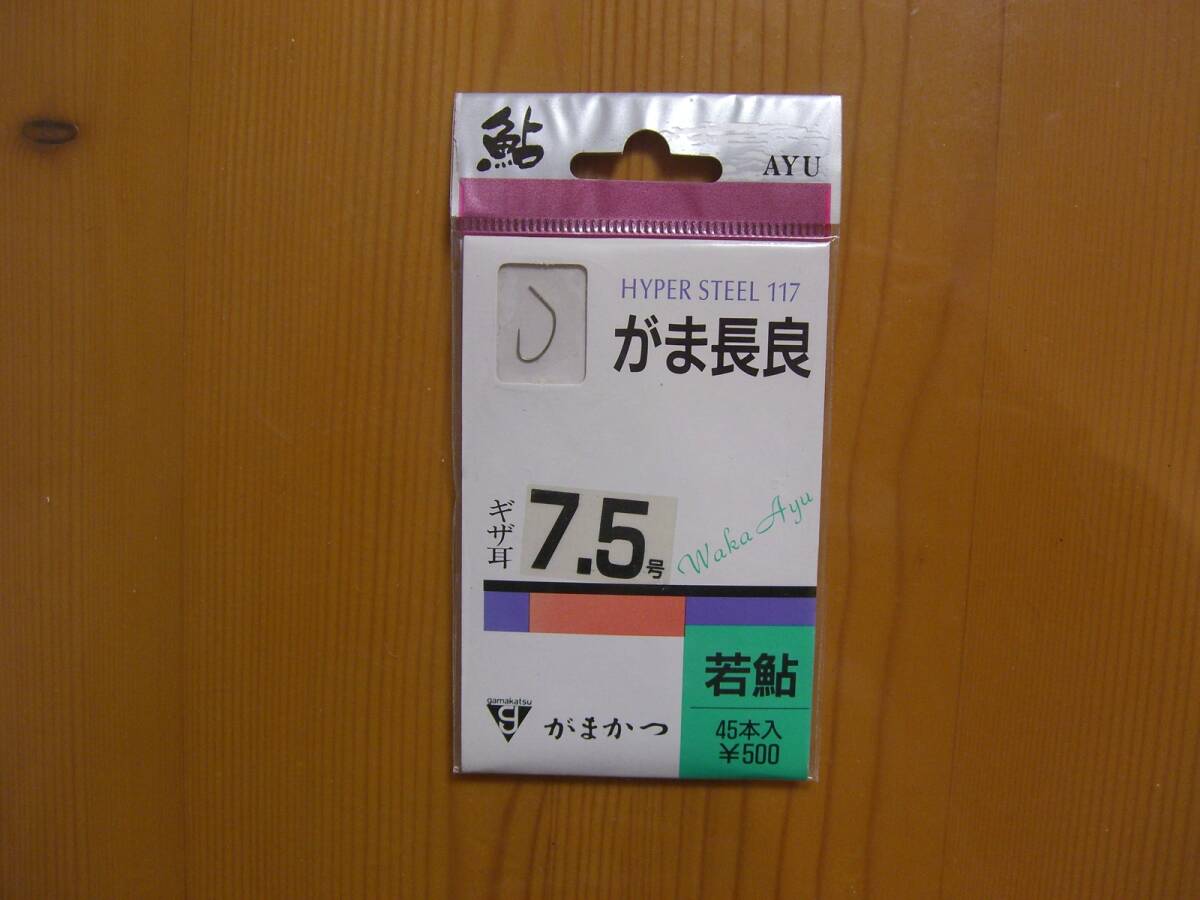 鮎
AYU
HYPER STEEL 117
がま長良
ギザ耳
7.5号
Waka Ayu
若鮎
45本入
¥500
gamakatsu
g
がまかつ